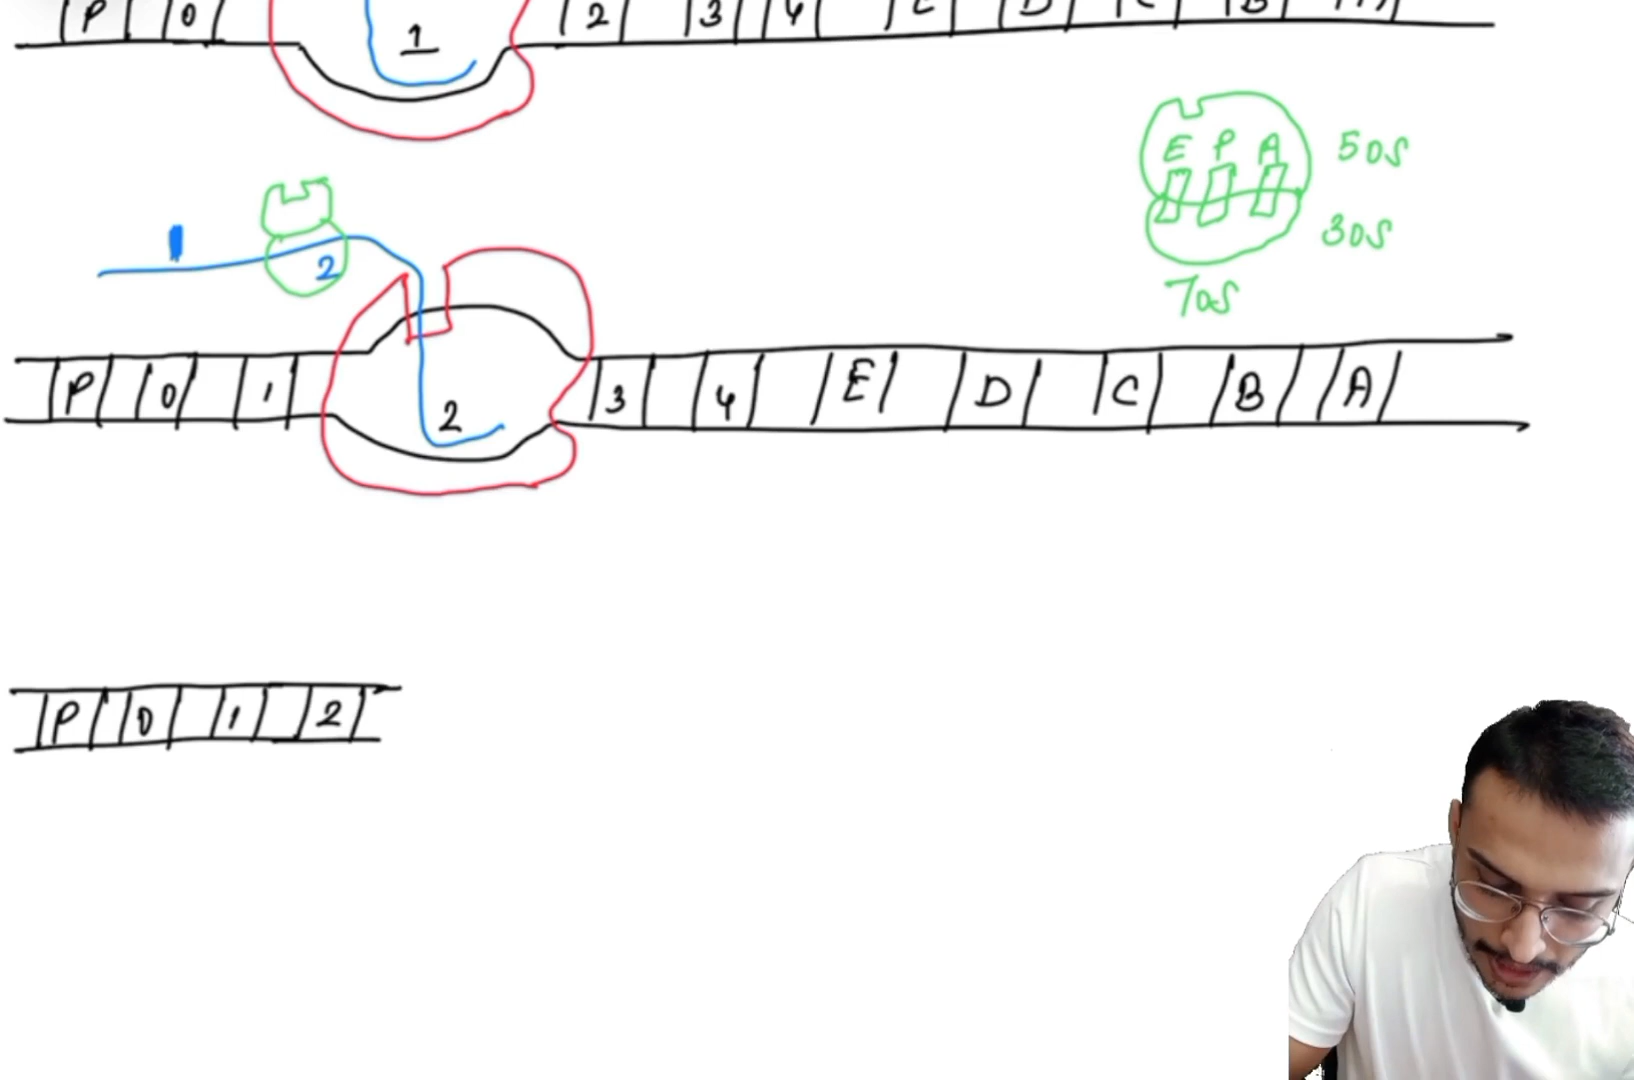 P 0 1 2 3 4 E D C B A
E P A 50S
30S
70S
1 2
P 0 1 2 3 4 E D C B A
P 0 1 2